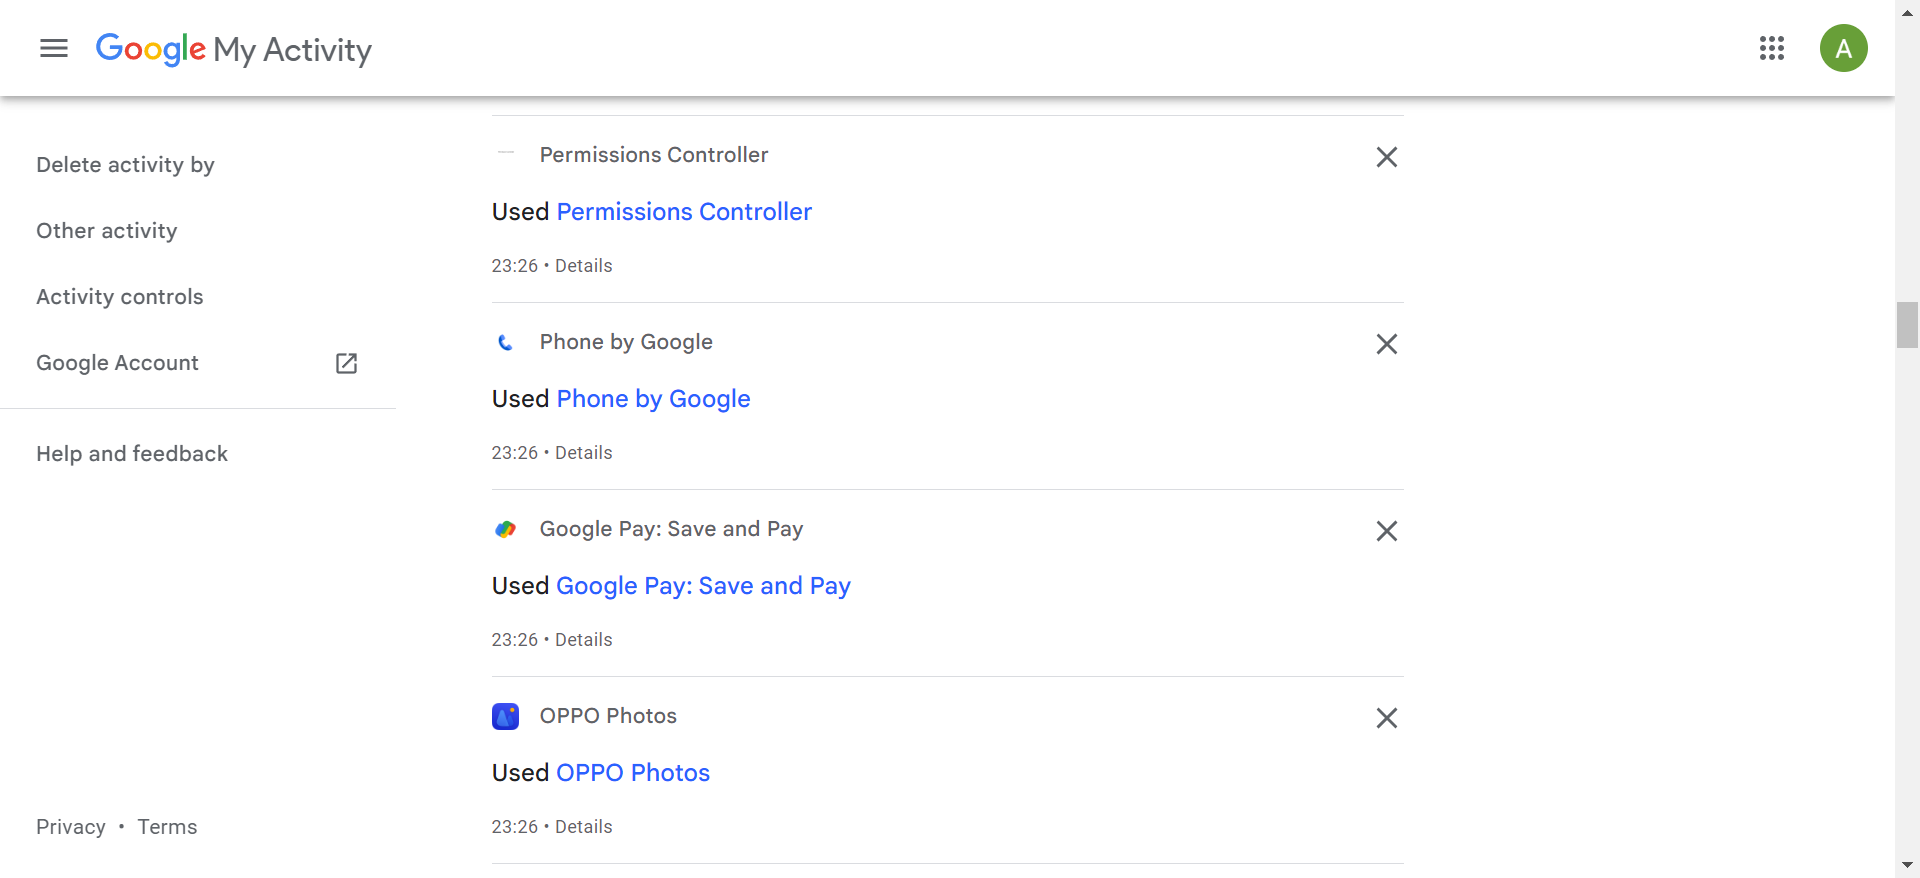 Google My Activity
A
Delete activity by
Other activity
Activity controls
Google Account
Help and feedback
Privacy • Terms
Permissions Controller
Used Permissions Controller
23:26 • Details
Phone by Google
Used Phone by Google
23:26 • Details
Google Pay: Save and Pay
Used Google Pay: Save and Pay
23:26 • Details
OPPO Photos
Used OPPO Photos
23:26 • Details